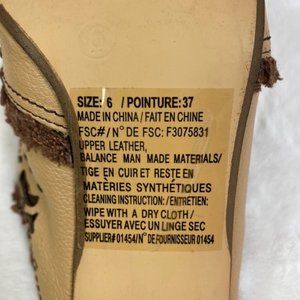 SIZE: 6 / POINTURE: 37
MADE IN CHINA / FAIT EN CHINE
FSC# / N° DE FSC: F3075831
UPPER LEATHER,
BALANCE MAN MADE MATERIALS/
TIGE EN CUIR ET RESTE EN
MATÈRIES SYNTHÉTIQUES
CLEANING INSTRUCTION:/ENTRETIEN:
WIPE WITH A DRY CLOTH/
ESSUYER AVEC UN LINGE SEC
SUPPLIER# 01454/N° DE FOURNISSEUR 01454